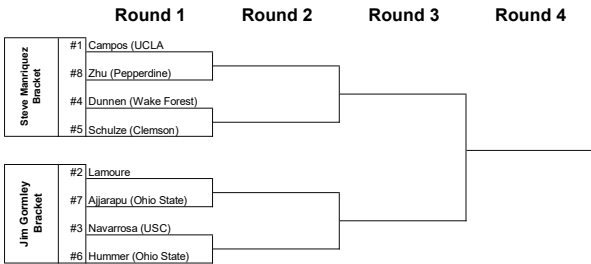 Round 1 Round 2 Round 3 Round 4
Steve Manriquez
Bracket
#1 Campos (UCLA
#8 Zhu (Pepperdine)
#4 Dunnen (Wake Forest)
#5 Schulze (Clemson)
Jim Gormley
Bracket
#2 Lamoure
#7 Ajjarapu (Ohio State)
#3 Navarrosa (USC)
#6 Hummer (Ohio State)